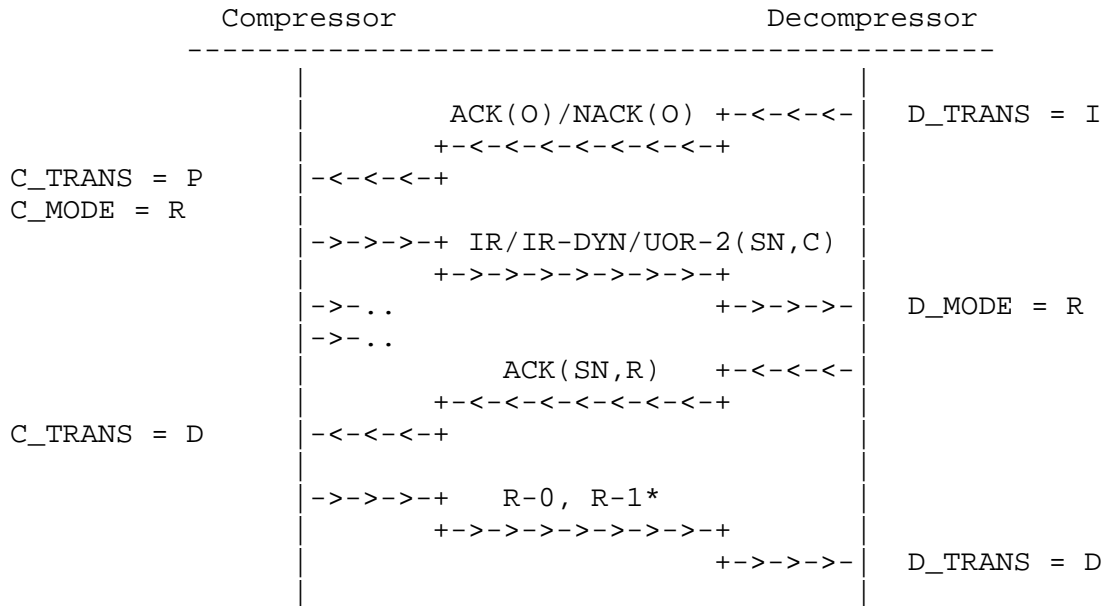 Compressor                     Decompressor
----------------------------------------------
|                                |
|        ACK(O)/NACK(O) +-<-<-<-|  D_TRANS = I
|       +-<-<-<-<-<-<-<-+       |
C_TRANS = P     |-<-<-<-+                        |
C_MODE = R      |                                |
|->->->-+ IR/IR-DYN/UOR-2(SN,C)  |
|       +->->->->->->->-+       |
|->-..                  +->->->-|  D_MODE = R
|->-..                           |
|           ACK(SN,R)   +-<-<-<-|
|       +-<-<-<-<-<-<-<-+       |
C_TRANS = D     |-<-<-<-+                        |
|                                |
|->->->-+   R-0, R-1*            |
|       +->->->->->->->-+       |
|                       +->->->-|  D_TRANS = D
|                                |